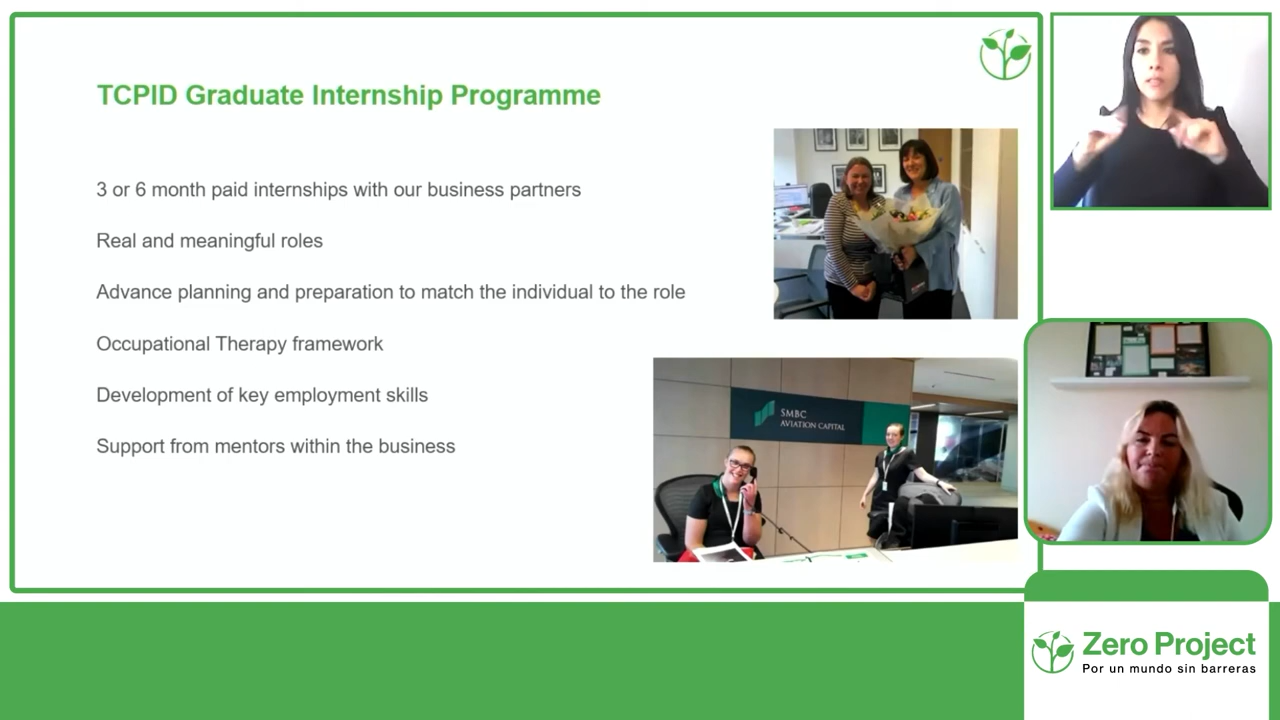 TCPID Graduate Internship Programme
3 or 6 month paid internships with our business partners
Real and meaningful roles
Advance planning and preparation to match the individual to the role
Occupational Therapy framework
Development of key employment skills
Support from mentors within the business
SMBC
AVIATION CAPITAL
Zero Project
Por un mundo sin barreras